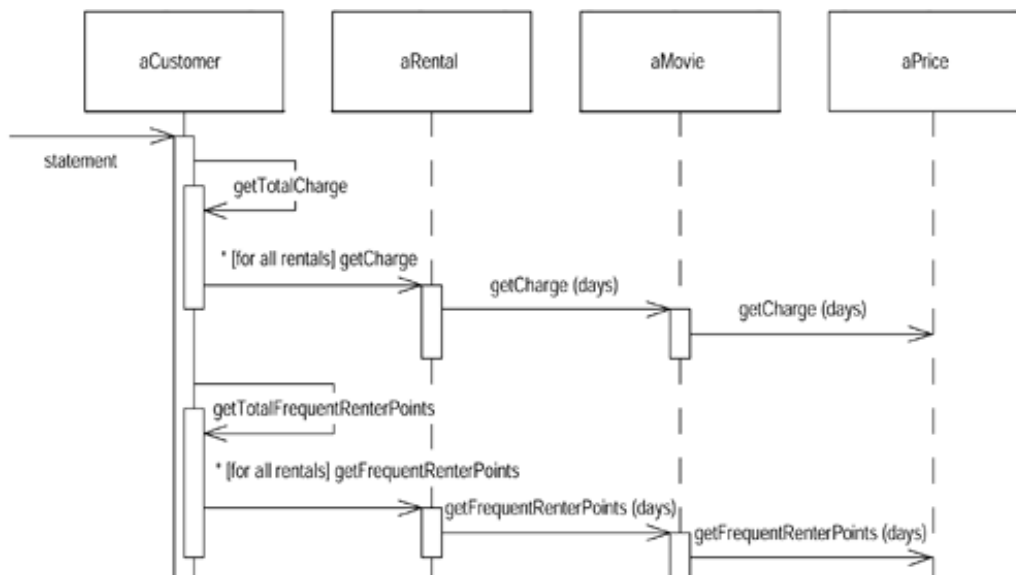 aCustomer
aRental
aMovie
aPrice
statement
getTotalCharge
* [for all rentals] getCharge
getCharge (days)
getCharge (days)
getTotalFrequentRenterPoints
* [for all rentals] getFrequentRenterPoints
getFrequentRenterPoints (days)
getFrequentRenterPoints (days)